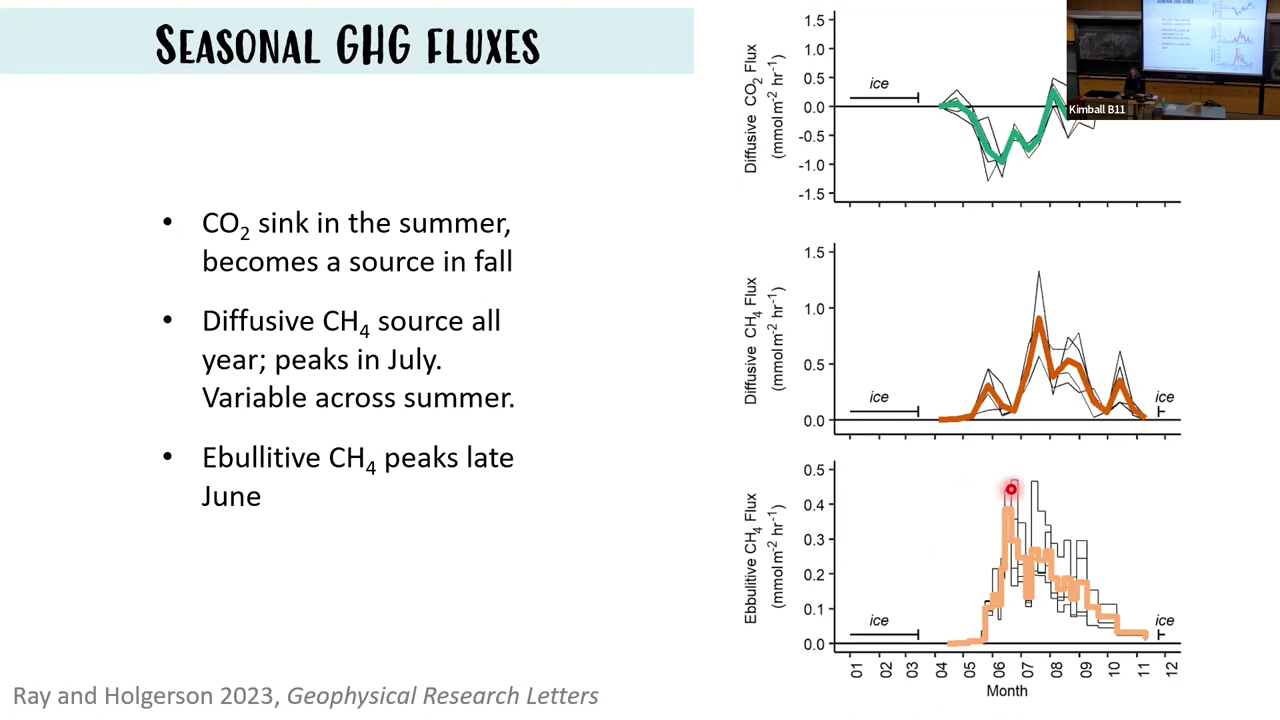 SEASONAL GHG FLUXES
• CO₂ sink in the summer,
becomes a source in fall
• Diffusive CH₄ source all
year; peaks in July.
Variable across summer.
• Ebullitive CH₄ peaks late
June
Ray and Holgerson 2023, Geophysical Research Letters
Diffusive CO₂ Flux
(mmol m⁻² hr⁻¹)
1.5
1.0
0.5
0.0
-0.5
-1.0
-1.5
ice
Kimball B11
Diffusive CH₄ Flux
(mmol m⁻² hr⁻¹)
1.5
1.0
0.5
0.0
ice
ice
Ebbulitive CH₄ Flux
(mmol m⁻² hr⁻¹)
0.5
0.4
0.3
0.2
0.1
0.0
ice
ice
01 02 03 04 05 06 07 08 09 10 11 12
Month